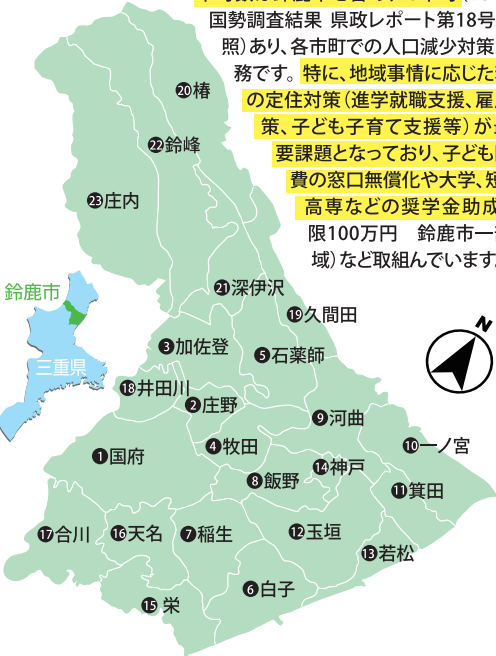 国勢調査結果 県政レポート第18号
照)あり、各市町での人口減少対策
務です。特に、地域事情に応じた
の定住対策(進学就職支援、雇
策、子ども子育て支援等)が
要課題となっており、子ども
費の窓口無償化や大学、短
高専などの奨学金助成
限100万円 鈴鹿市一
域)など取組んでいます
⑳椿
㉒鈴峰
㉓庄内
㉑深伊沢
鈴鹿市
⑲久間田
N
③加佐登
⑤石薬師
三重県
⑱井田川
②庄野
⑨河曲
④牧田
⑩一ノ宮
①国府
⑭神戸
⑧飯野
⑪箕田
⑰合川
⑯天名
⑦稲生
⑫玉垣
⑬若松
⑥白子
⑮栄